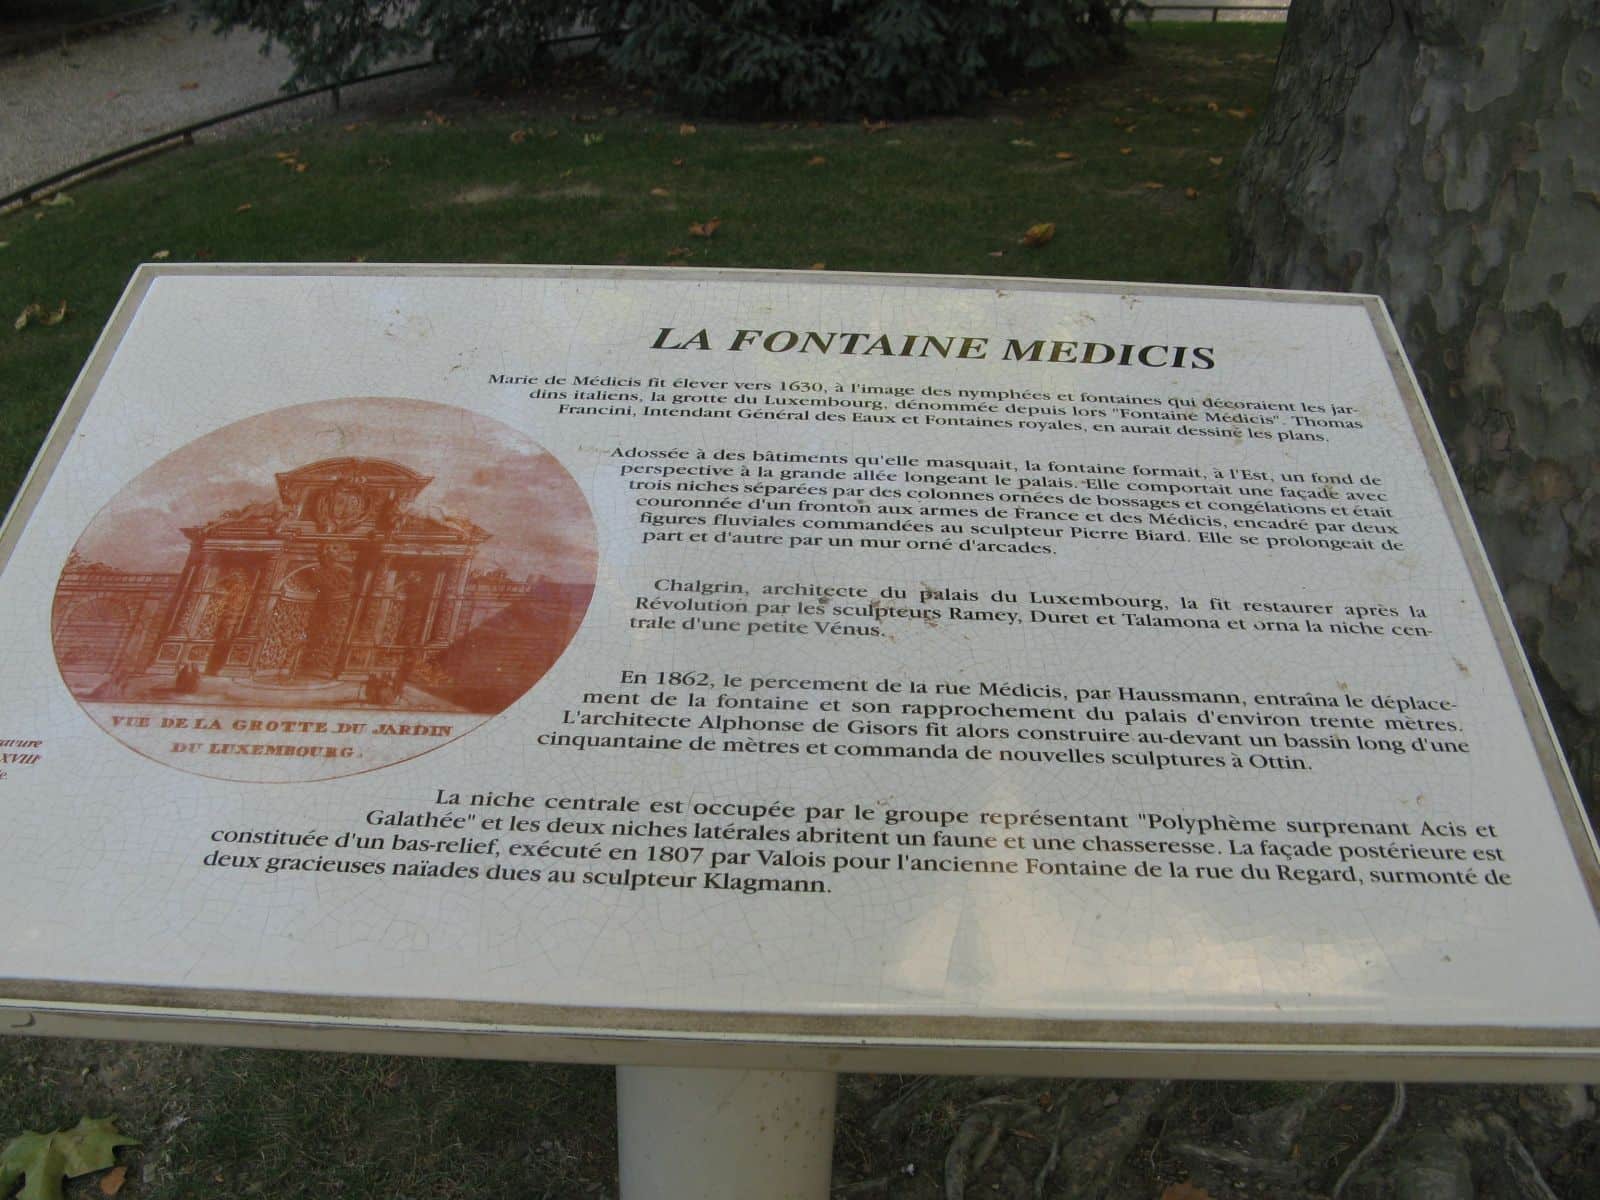 LA FONTAINE MEDICIS
Marie de Médicis fit élever vers 1630, à l'image des nymphées et fontaines qui décoraient les jar-
dins italiens, la grotte du Luxembourg, dénommée depuis lors "Fontaine Médicis". Thomas
Francini, Intendant Général des Eaux et Fontaines royales, en aurait dessiné les plans.
Adossée à des bâtiments qu'elle masquait, la fontaine formait, à l'Est, un fond de
perspective à la grande allée longeant le palais. Elle comportait une façade avec
trois niches séparées par des colonnes ornées de bossages et congélations et était
couronnée d'un fronton aux armes de France et des Médicis, encadré par deux
figures fluviales commandées au sculpteur Pierre Biard. Elle se prolongeait de
part et d'autre par un mur orné d'arcades.
Chalgrin, architecte du palais du Luxembourg, la fit restaurer après la
Révolution par les sculpteurs Ramey, Duret et Talamona et orna la niche cen-
trale d'une petite Vénus.
En 1862, le percement de la rue Médicis, par Haussmann, entraîna le déplace-
ment de la fontaine et son rapprochement du palais d'environ trente mètres.
L'architecte Alphonse de Gisors fit alors construire au-devant un bassin long d'une
cinquantaine de mètres et commanda de nouvelles sculptures à Ottin.
La niche centrale est occupée par le groupe représentant "Polyphème surprenant Acis et
Galathée" et les deux niches latérales abritent un faune et une chasseresse. La façade postérieure est
constituée d'un bas-relief, exécuté en 1807 par Valois pour l'ancienne Fontaine de la rue du Regard, surmonté de
deux gracieuses naïades dues au sculpteur Klagmann.
VUE DE LA GROTTE DU JARDIN
DU LUXEMBOURG.
XVIIIe